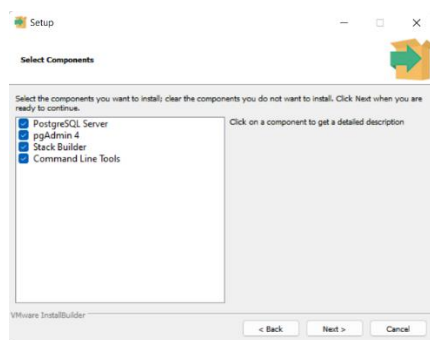 Setup
Select Components
Select the components you want to install; clear the components you do not want to install. Click Next when you are
ready to continue.
PostgreSQL Server
pgAdmin 4
Stack Builder
Command Line Tools
Click on a component to get a detailed description
VMware InstallBuilder
< Back
Next >
Cancel